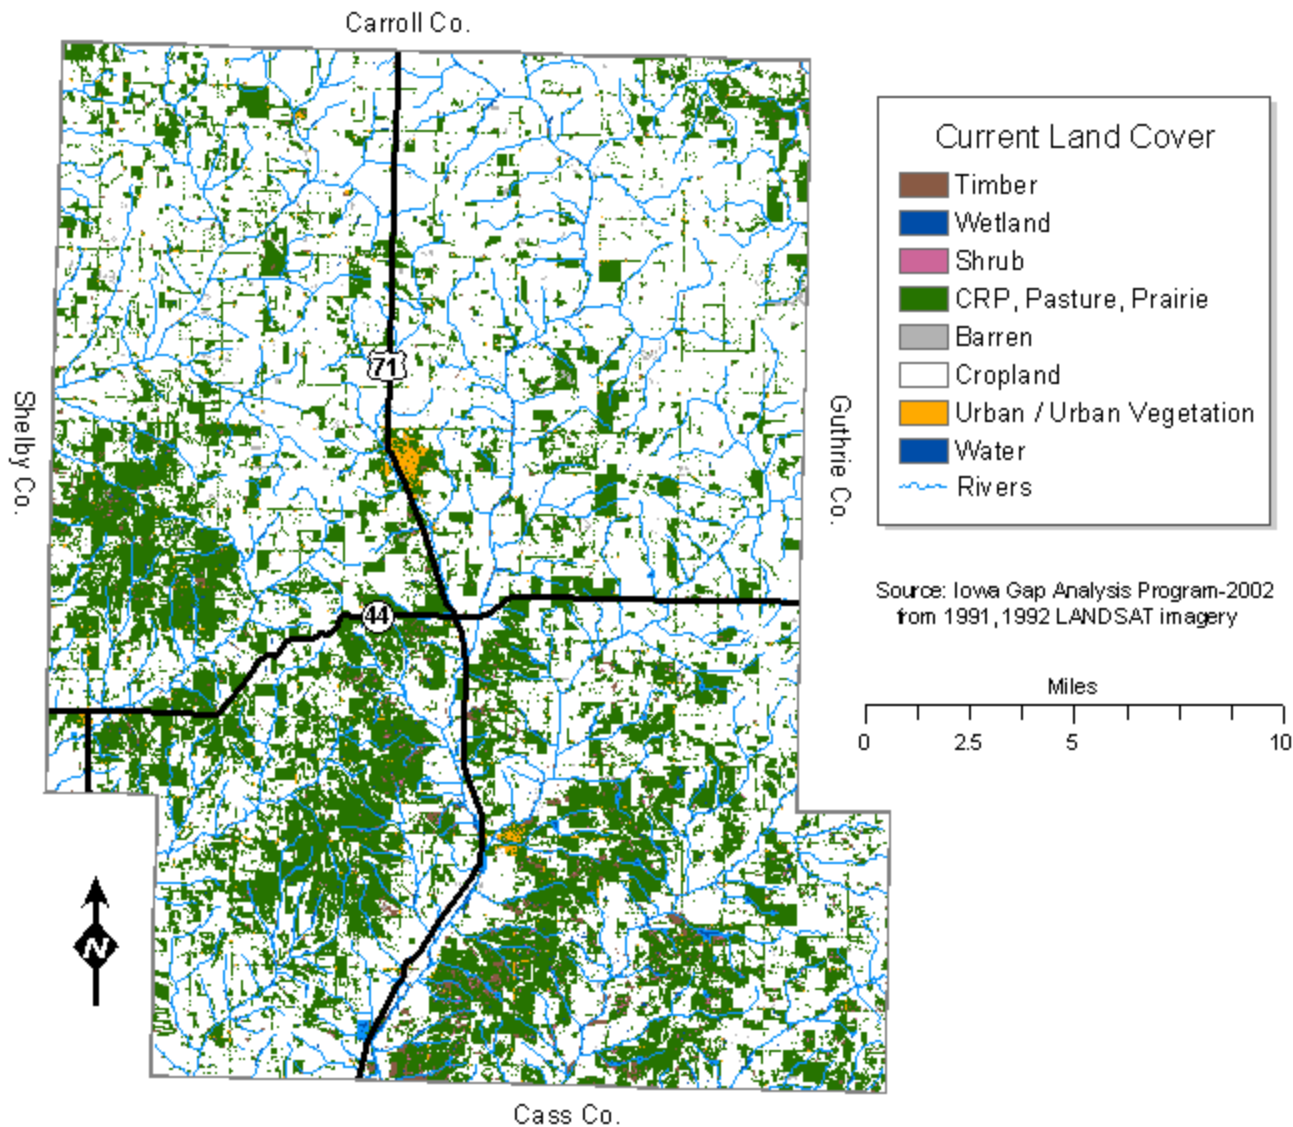 Carroll Co.
Current Land Cover
Timber
Wetland
Shrub
CRP, Pasture, Prairie
Barren
Cropland
Urban / Urban Vegetation
Water
Rivers
71
Shelby Co.
Guthrie Co.
44
Source: Iowa Gap Analysis Program-2002
from 1991, 1992 LANDSAT imagery
Miles
0 2.5 5 10
N
Cass Co.